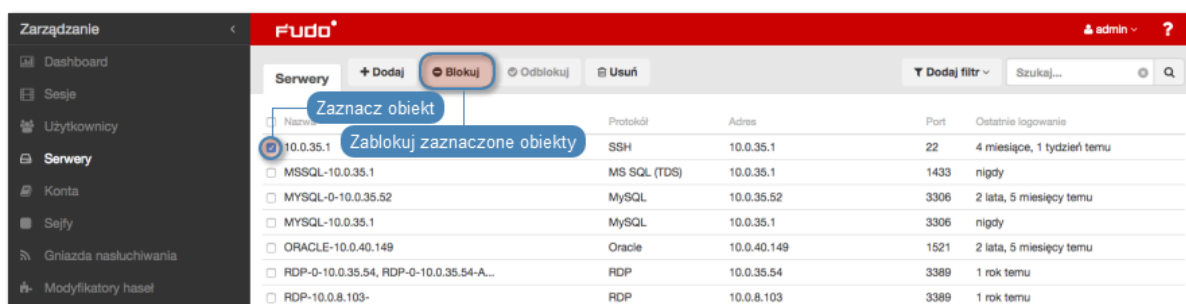 Zarządzanie
FUDO
admin
?
Dashboard
Sesje
Użytkownicy
Serwery
Konta
Sejfy
Gniazda nasłuchiwania
Modyfikatory haseł
Serwery
+ Dodaj
Blokuj
Odblokuj
Usuń
Dodaj filtr
Szukaj...
Zaznacz obiekt
Zablokuj zaznaczone obiekty
Protokół Adres Port Ostatnie logowanie
10.0.35.1 SSH 10.0.35.1 22 4 miesiące, 1 tydzień temu
MSSQL-10.0.35.1 MS SQL (TDS) 10.0.35.1 1433 nigdy
MYSQL-0-10.0.35.52 MySQL 10.0.35.52 3306 2 lata, 5 miesięcy temu
MYSQL-10.0.35.1 MySQL 10.0.35.1 3306 nigdy
ORACLE-10.0.40.149 Oracle 10.0.40.149 1521 2 lata, 5 miesięcy temu
RDP-0-10.0.35.54, RDP-0-10.0.35.54-A... RDP 10.0.35.54 3389 1 rok temu
RDP-10.0.8.103- RDP 10.0.8.103 3389 1 rok temu